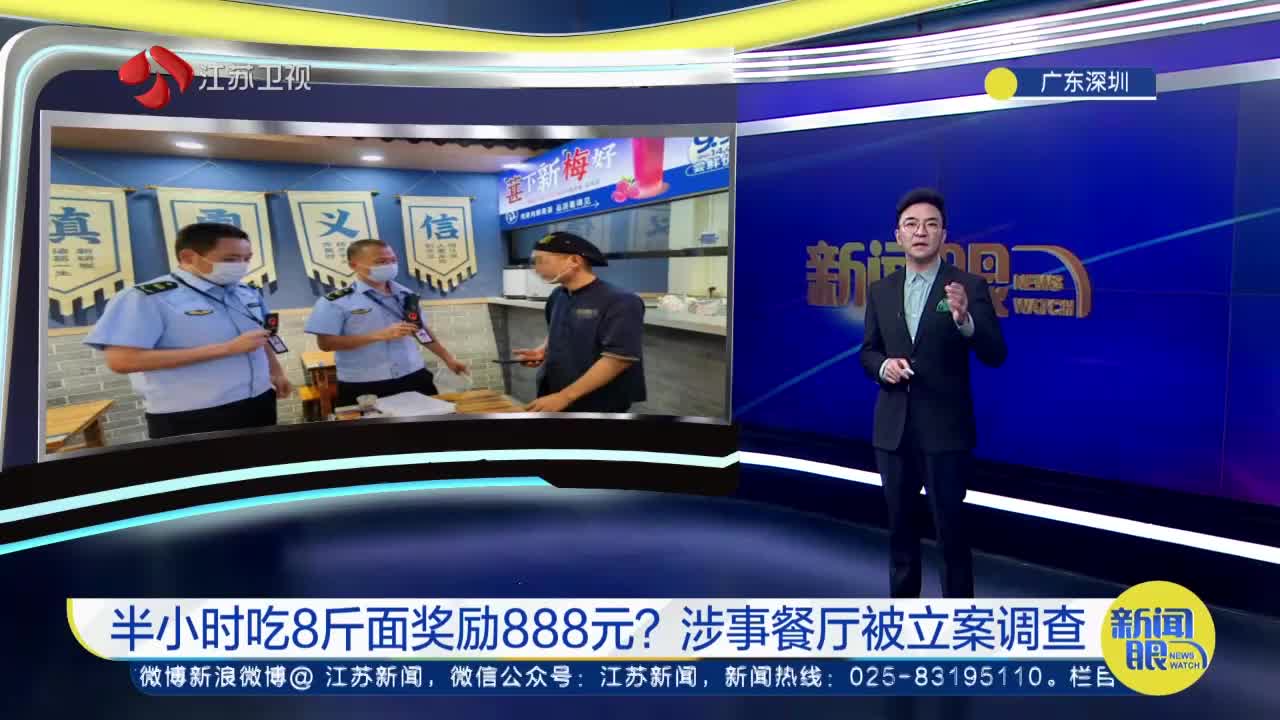 江苏卫视
广东深圳
甚下新梅好
真
勇
义
信
新闻眼
NEWS
WATCH
半小时吃8斤面奖励888元？涉事餐厅被立案调查
新闻
眼 NEWS
WATCH
微博新浪微博@ 江苏新闻，微信公众号：江苏新闻，新闻热线：025-83195110。栏目